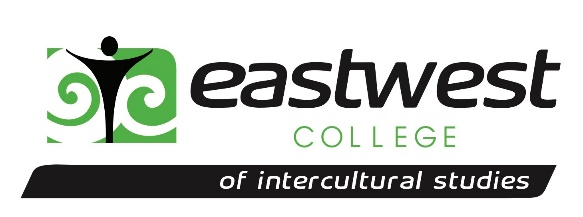 eastwest
COLLEGE
of intercultural studies